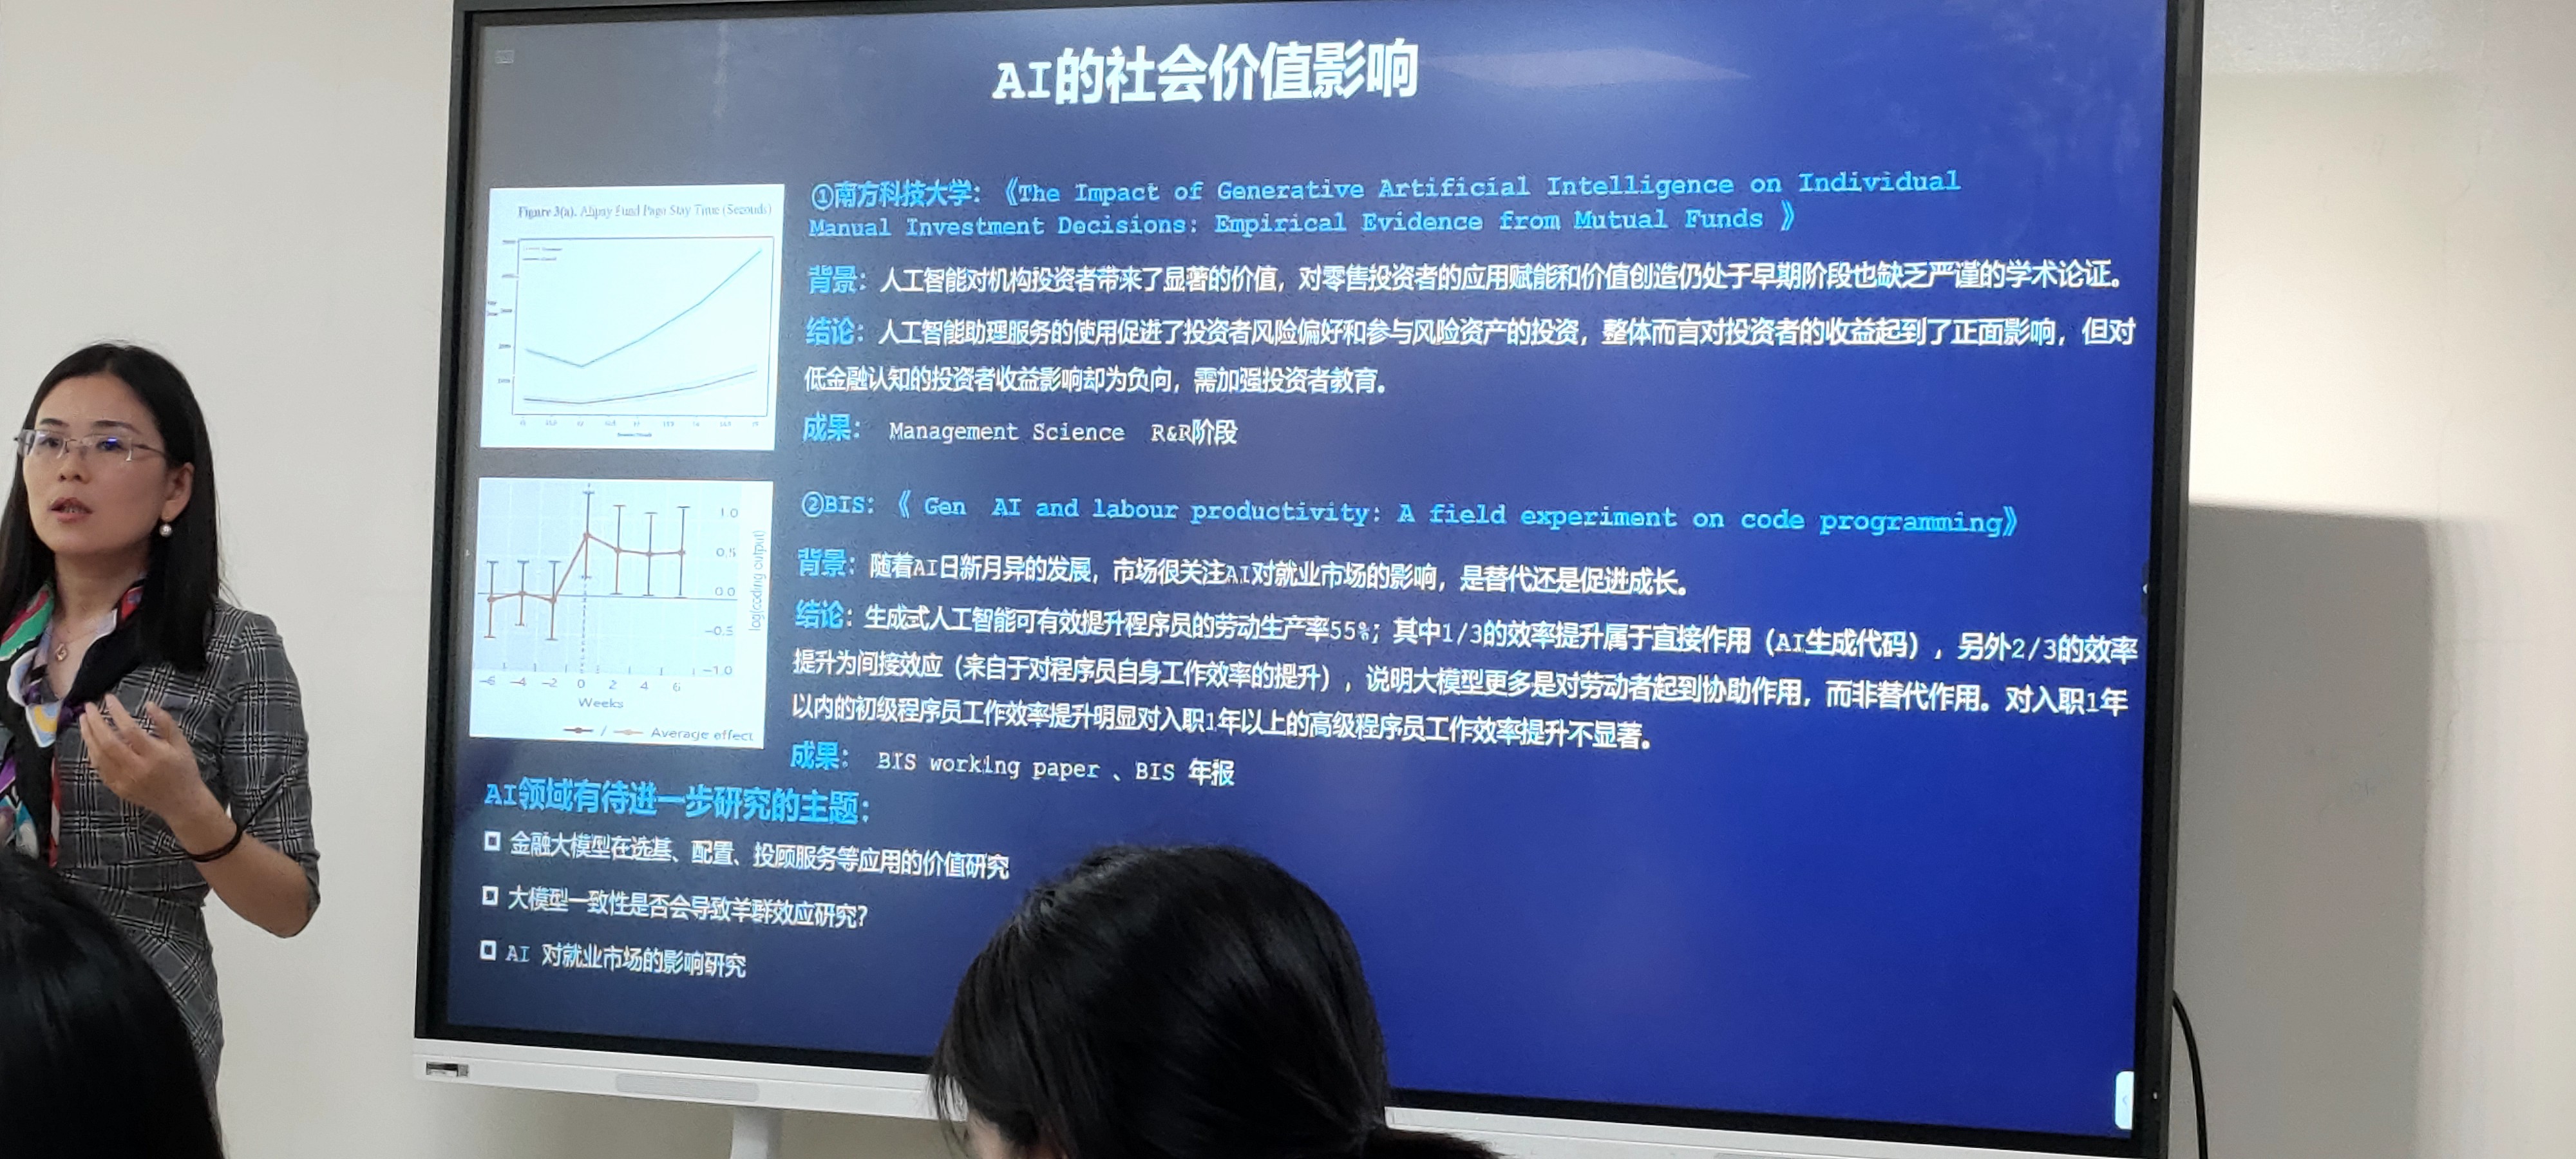 AI的社会价值影响
Figure 3(a). Alipay Fund Page Stay Time (Seconds)
①南方科技大学：《The Impact of Generative Artificial Intelligence on Individual
Manual Investment Decisions: Empirical Evidence from Mutual Funds 》
背景：人工智能对机构投资者带来了显著的价值，对零售投资者的应用赋能和价值创造仍处于早期阶段也缺乏严谨的学术论证。
结论：人工智能助理服务的使用促进了投资者风险偏好和参与风险资产的投资，整体而言对投资者的收益起到了正面影响，但对
低金融认知的投资者收益影响却为负向，需加强投资者教育。
成果： Management Science R&R阶段
1.0
0.5
0.0
-0.5
-1.0
log(coding output)
-6 -4 -2 0 2 4 6
Weeks
/ Average effect
②BIS：《 Gen AI and labour productivity: A field experiment on code programming》
背景：随着AI日新月异的发展，市场很关注AI对就业市场的影响，是替代还是促进成长。
结论：生成式人工智能可有效提升程序员的劳动生产率55%；其中1/3的效率提升属于直接作用（AI生成代码），另外2/3的效率
提升为间接效应（来自于对程序员自身工作效率的提升），说明大模型更多是对劳动者起到协助作用，而非替代作用。对入职1年
以内的初级程序员工作效率提升明显对入职1年以上的高级程序员工作效率提升不显著。
成果： BIS working paper 、BIS 年报
AI领域有待进一步研究的主题：
金融大模型在选基、配置、投顾服务等应用的价值研究
大模型一致性是否会导致羊群效应研究？
AI 对就业市场的影响研究